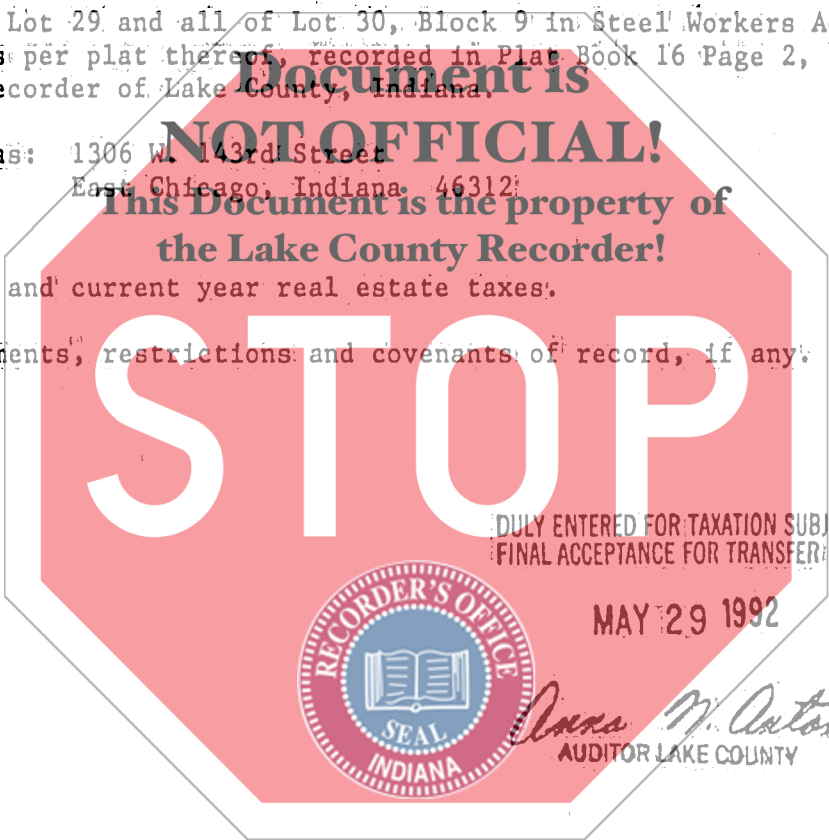 Lot 29 and all of Lot 30, Block 9 in Steel Workers A
s per plat thereof, recorded in Plat Book 16 Page 2,
ecorder of Lake County, Indiana.
Document is
NOT OFFICIAL!
This Document is the property of
the Lake County Recorder!
as: 1306 W. 143rd Street
East Chicago, Indiana 46312
and current year real estate taxes.
ments, restrictions and covenants of record, if any.
STOP
DULY ENTERED FOR TAXATION SUBJ
FINAL ACCEPTANCE FOR TRANSFER
MAY 29 1992
RECORDER'S OFFICE
SEAL
INDIANA
Anna N. Anton
AUDITOR LAKE COUNTY